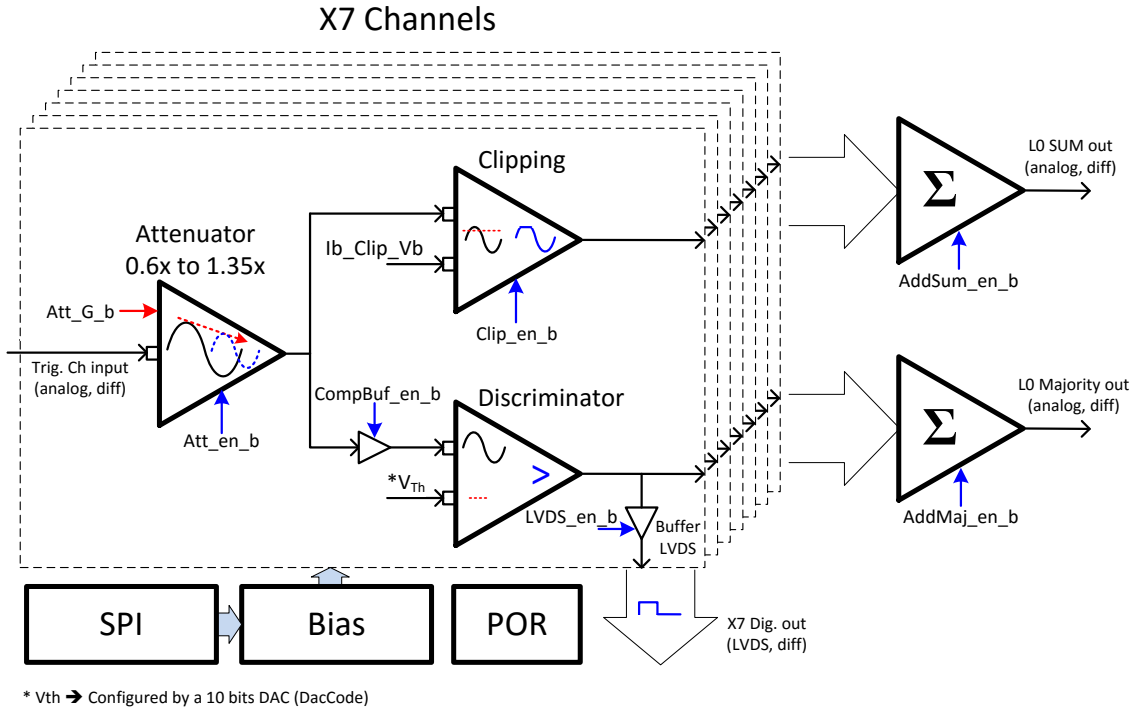 X7 Channels
Clipping
L0 SUM out
(analog, diff)
Σ
Attenuator
0.6x to 1.35x
Ib_Clip_Vb
AddSum_en_b
Att_G_b
Clip_en_b
Trig. Ch input
(analog, diff)
CompBuf_en_b
Discriminator
L0 Majority out
(analog, diff)
Σ
Att_en_b
*VTh
>
LVDS_en_b
Buffer
LVDS
AddMaj_en_b
SPI
Bias
POR
X7 Dig. out
(LVDS, diff)
* Vth ➔ Configured by a 10 bits DAC (DacCode)